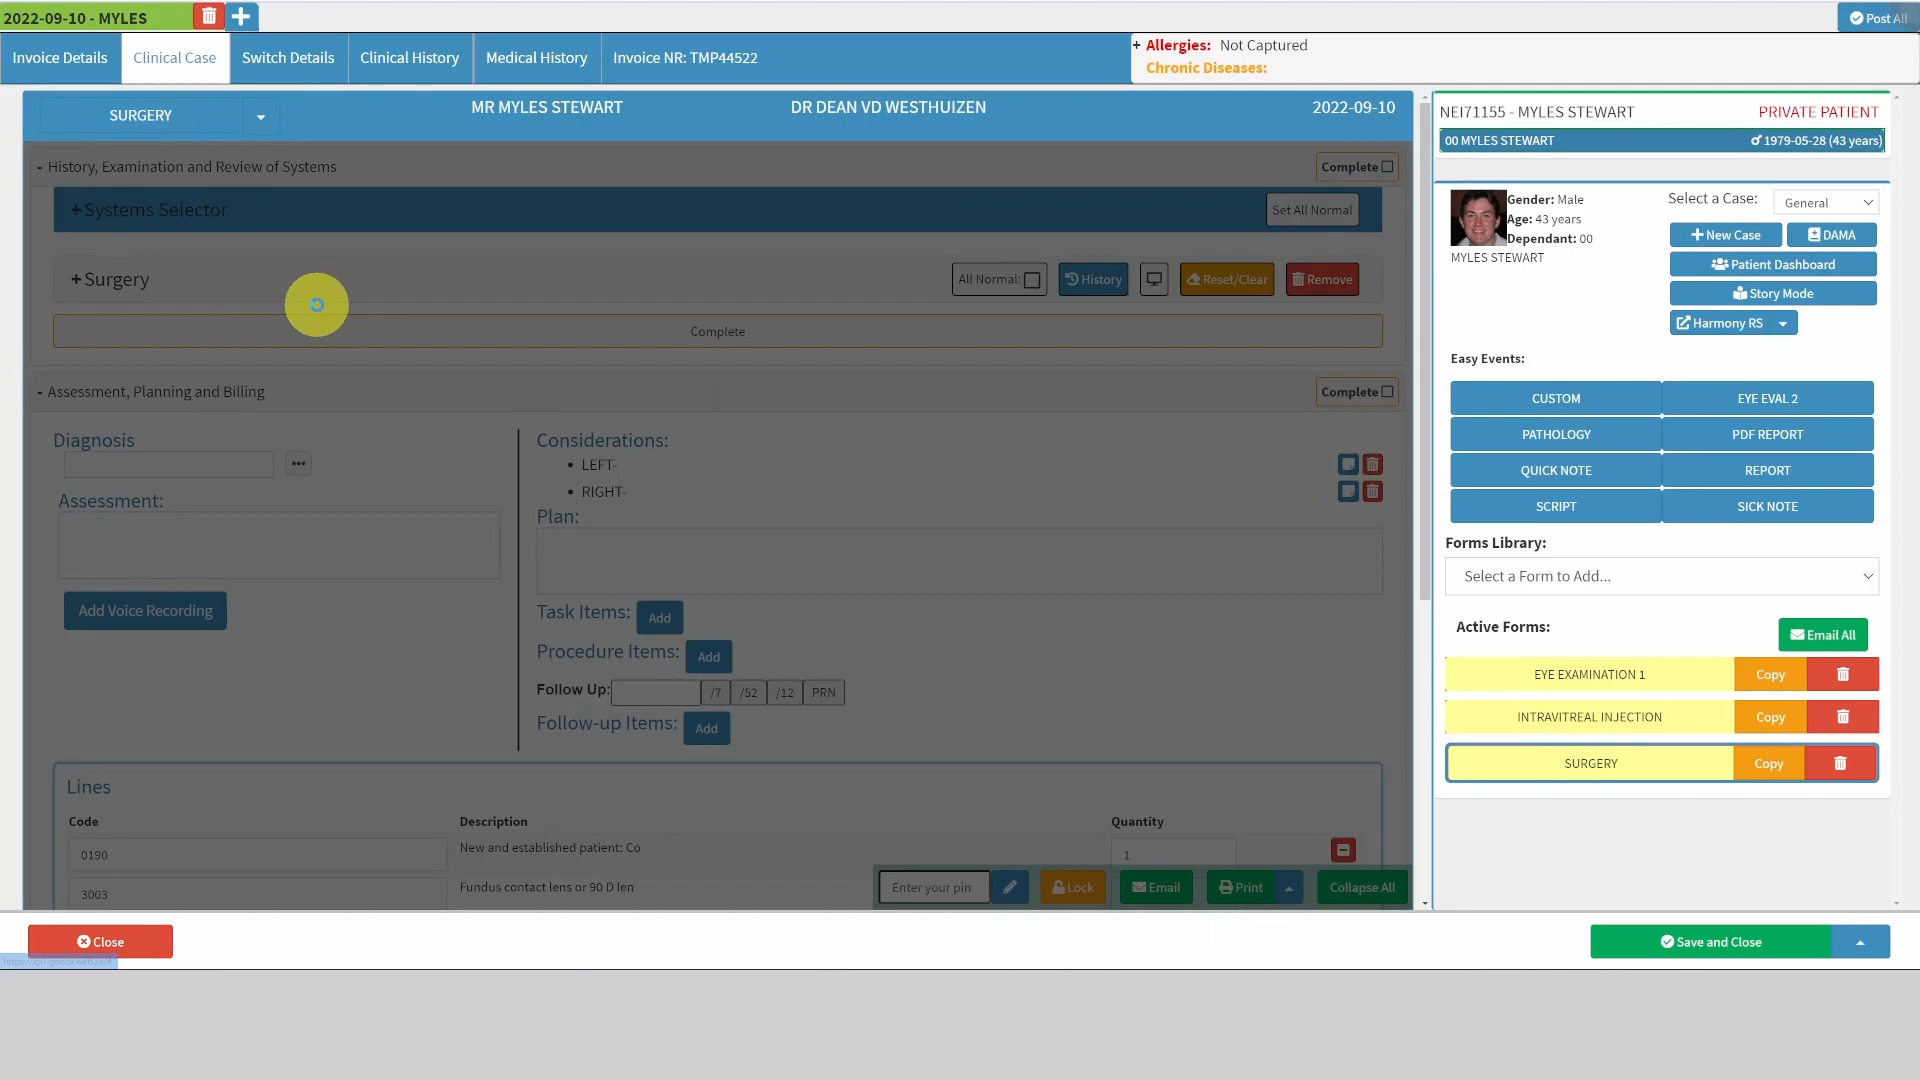 2022-09-10 - MYLES
Post All
Invoice Details
Clinical Case
Switch Details
Clinical History
Medical History
Invoice NR: TMP44522
+ Allergies: Not Captured
Chronic Diseases:
SURGERY
MR MYLES STEWART
DR DEAN VD WESTHUIZEN
2022-09-10
- History, Examination and Review of Systems
Complete
+Systems Selector
Set All Normal
+Surgery
All Normal:
History
Reset/Clear
Remove
Complete
- Assessment, Planning and Billing
Complete
Diagnosis
Assessment:
Add Voice Recording
Considerations:
• LEFT-
• RIGHT-
Plan:
Task Items: Add
Procedure Items: Add
Follow Up: /7 /52 /12 PRN
Follow-up Items: Add
Lines
Code Description Quantity
0190 New and established patient: Co 1
3003 Fundus contact lens or 90 D len
Enter your pin
Lock
Email
Print
Collapse All
Close
Save and Close
NEI71155 - MYLES STEWART
PRIVATE PATIENT
00 MYLES STEWART
1979-05-28 (43 years)
Gender: Male
Age: 43 years
Dependant: 00
MYLES STEWART
Select a Case: General
New Case
DAMA
Patient Dashboard
Story Mode
Harmony RS
Easy Events:
CUSTOM
EYE EVAL 2
PATHOLOGY
PDF REPORT
QUICK NOTE
REPORT
SCRIPT
SICK NOTE
Forms Library:
Select a Form to Add...
Active Forms:
Email All
EYE EXAMINATION 1 Copy
INTRAVITREAL INJECTION Copy
SURGERY Copy